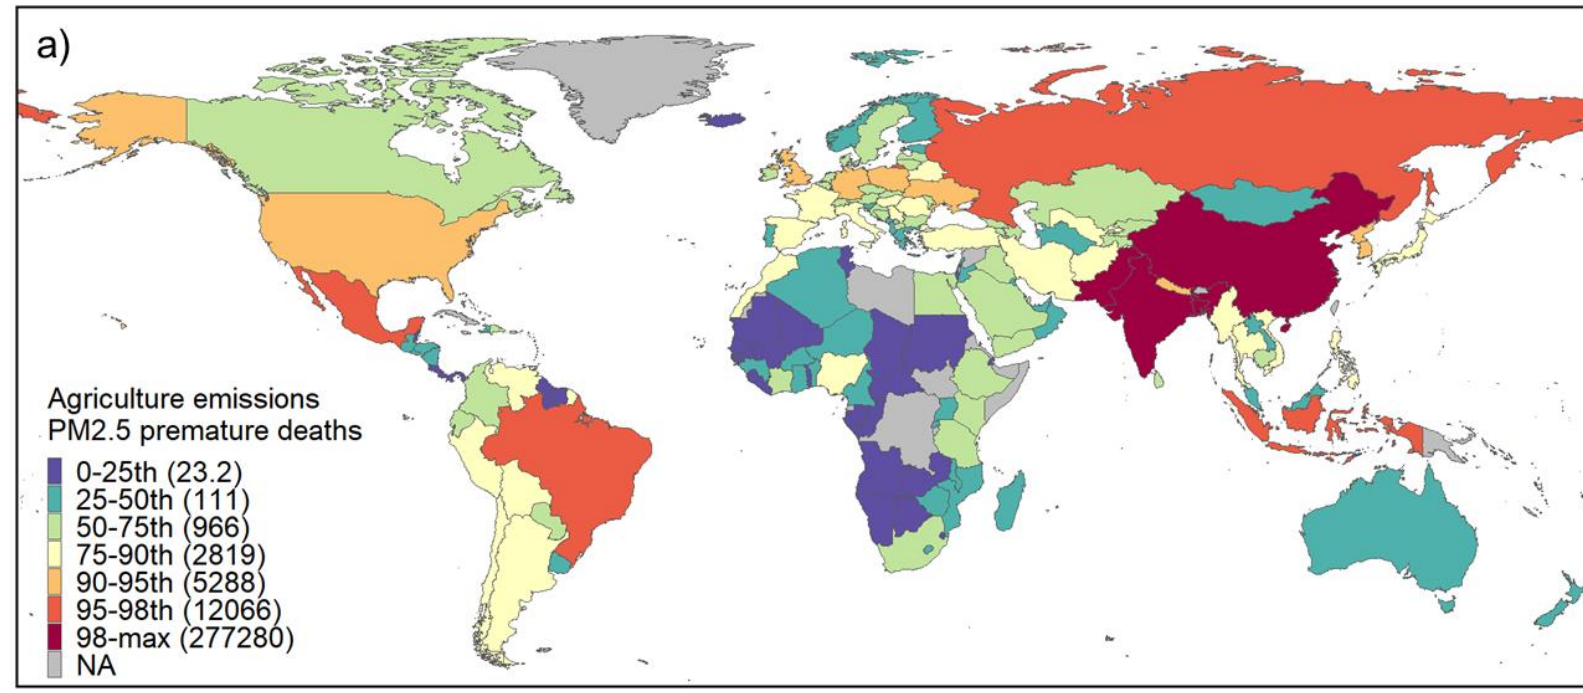 a)
Agriculture emissions
PM2.5 premature deaths
0-25th (23.2)
25-50th (111)
50-75th (966)
75-90th (2819)
90-95th (5288)
95-98th (12066)
98-max (277280)
NA